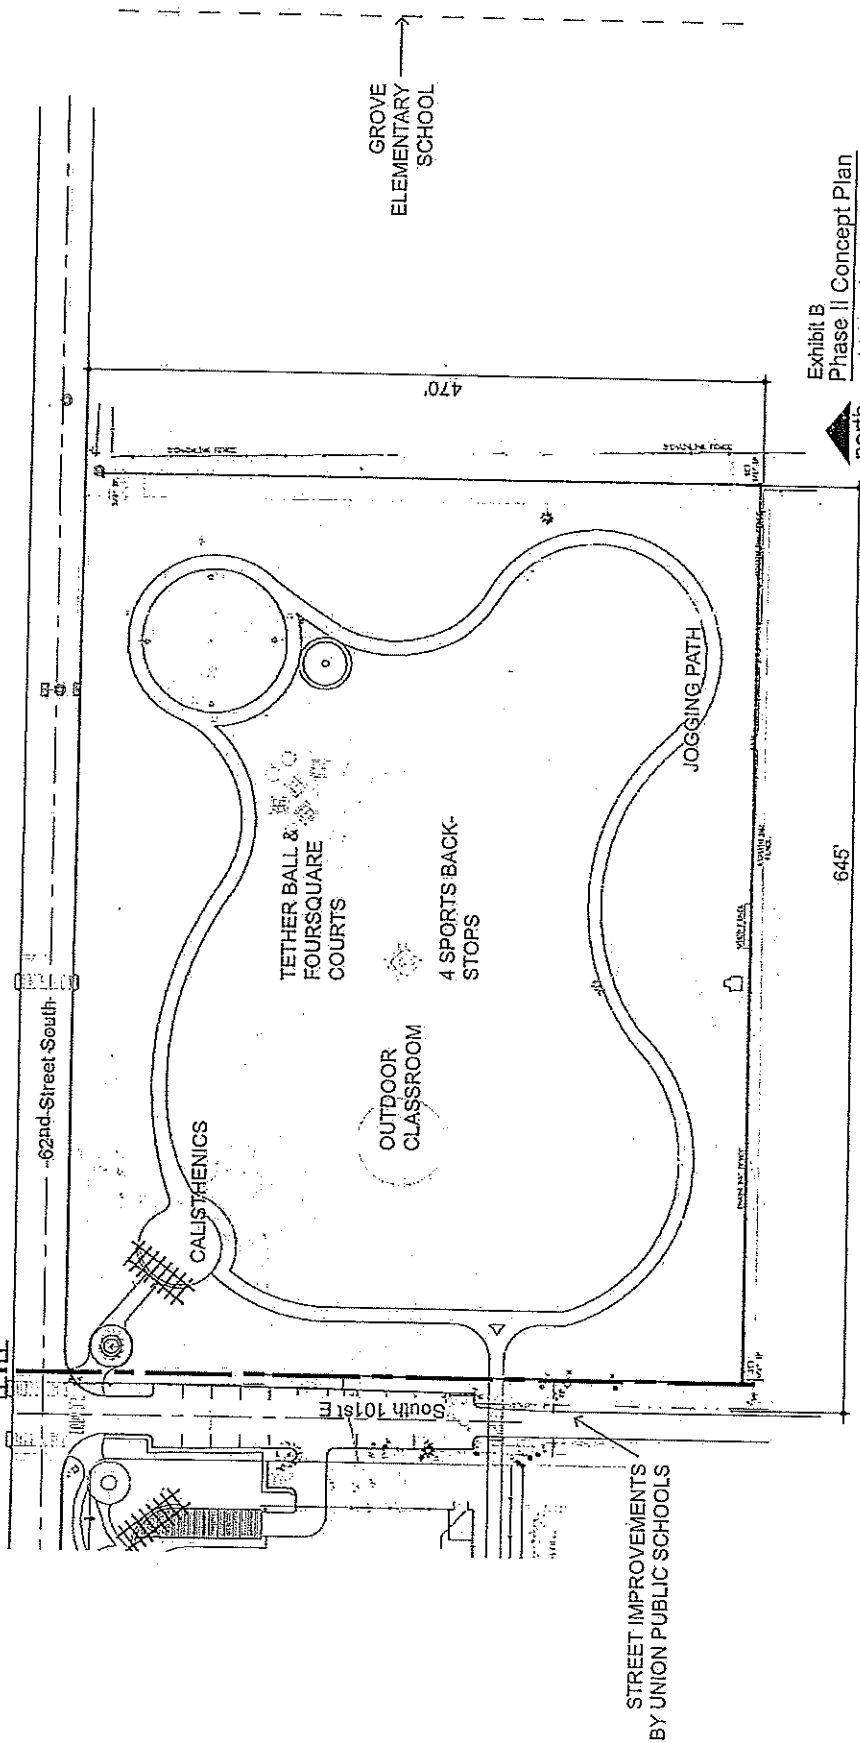 GROVE
ELEMENTARY
SCHOOL
62nd Street South
470'
CALISTHENICS
TETHER BALL &
FOURSQUARE
COURTS
OUTDOOR
CLASSROOM
4 SPORTS BACK-
STOPS
JOGGING PATH
South 101st E
645'
STREET IMPROVEMENTS
BY UNION PUBLIC SCHOOLS
Exhibit B
Phase II Concept Plan
north